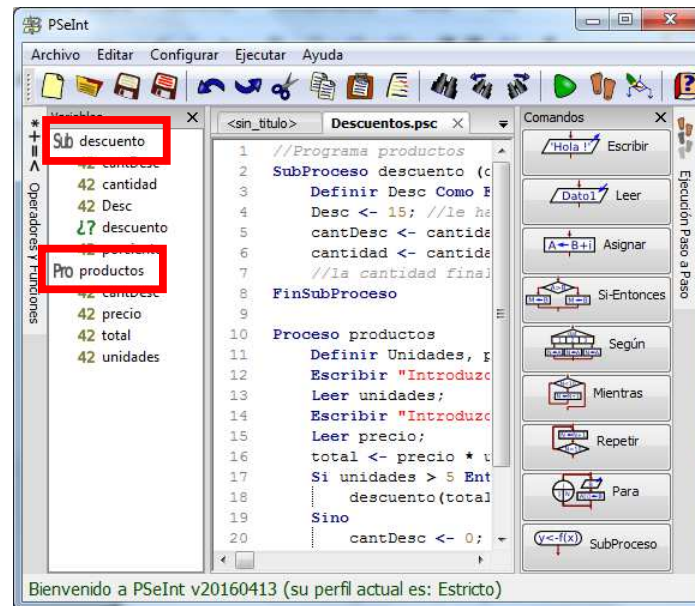 PSeInt
Archivo Editar Configurar Ejecutar Ayuda
*+=< Operadores y Funciones
Variables X
Sub descuento
42 cantDesc
42 cantidad
42 Desc
¿? descuento
42 porciento
Pro productos
42 cantDesc
42 precio
42 total
42 unidades
<sin_titulo> Descuentos.psc X
1 //Programa productos
2 SubProceso descuento (c
3 Definir Desc Como
4 Desc <- 15; //le ha
5 cantDesc <- cantida
6 cantidad <- cantida
7 //la cantidad final
8 FinSubProceso
9
10 Proceso productos
11 Definir Unidades, p
12 Escribir "Introduzc
13 Leer unidades;
14 Escribir "Introduzc
15 Leer precio;
16 total <- precio *
17 Si unidades > 5 Ent
18 descuento(total
19 Sino
20 cantDesc <- 0;
Comandos X
'Hola !' Escribir
Dato1 Leer
A←B+i Asignar
Si-Entonces
Según
Mientras
Repetir
Para
y<-f(x) SubProceso
Ejecución Paso a Paso
Bienvenido a PSeInt v20160413 (su perfil actual es: Estricto)